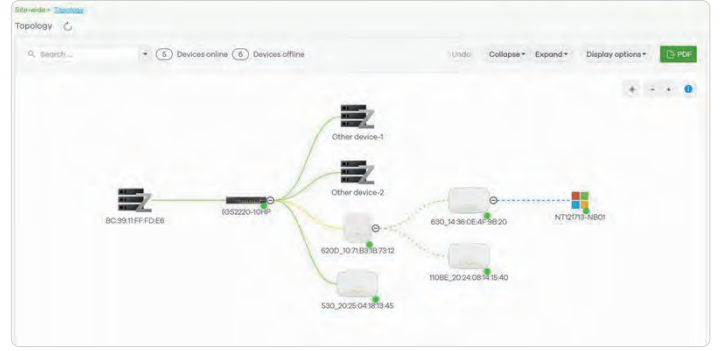 Site-wide > Topology
Topology
Search... 5 Devices online 6 Devices offline Undo Collapse Expand Display options PDF
Other device-1
Other device-2
BC:99:11:FF:FD:E6
GS2220-10HP
630_14:36:0E:4F:9B:20
NT121713-NB01
620D_10:71:B3:1B:73:12
110BE_20:24:08:14:15:40
530_20:25:04:18:13:45